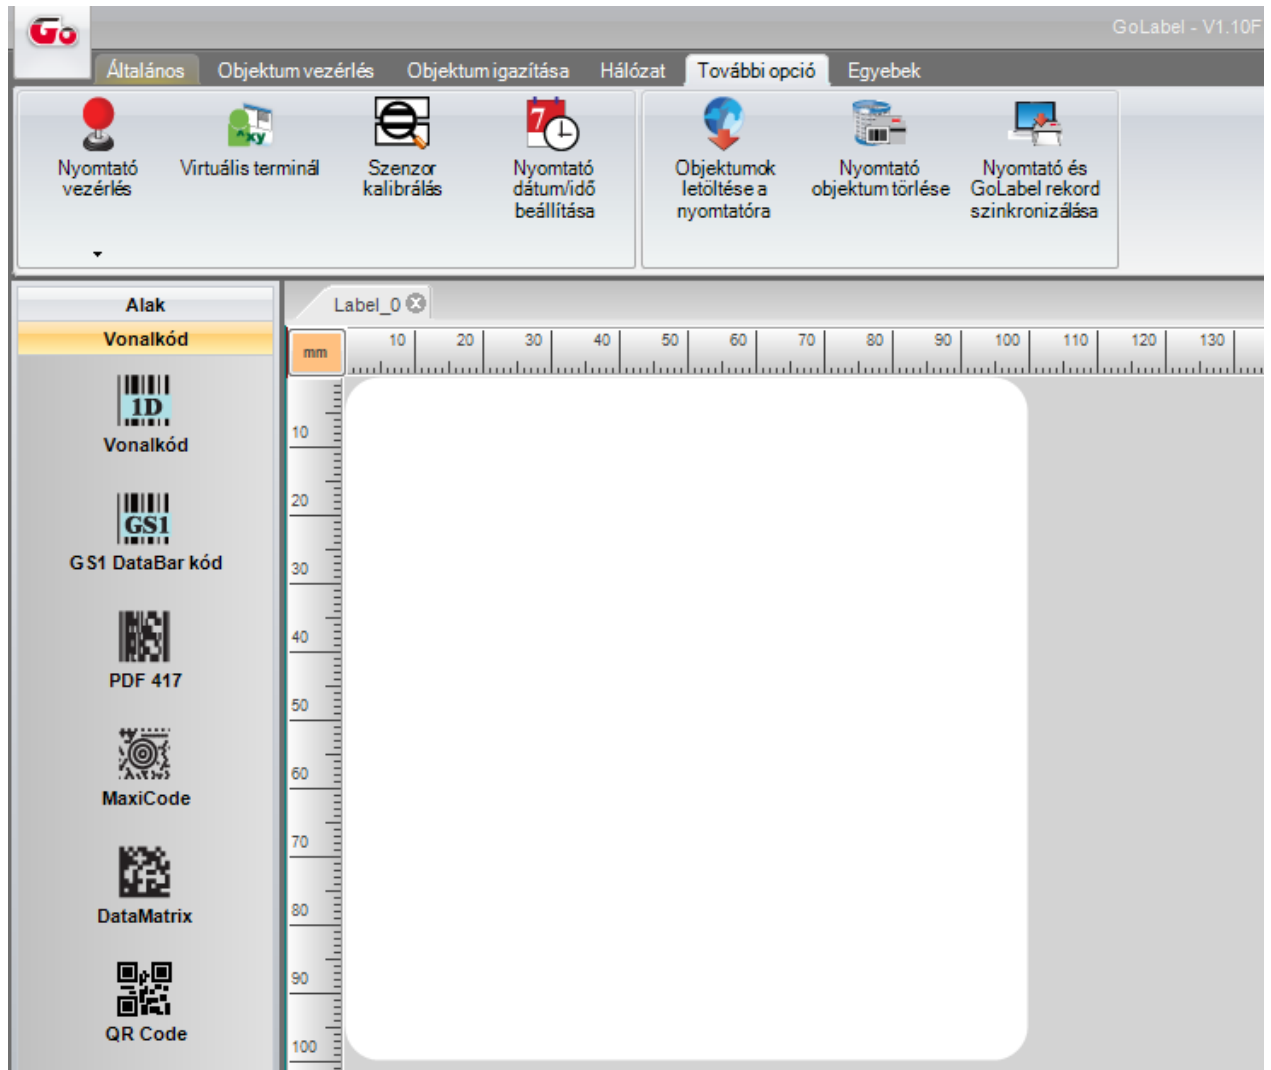 Go
GoLabel - V1.10F
Általános Objektum vezérlés Objektum igazítása Hálózat További opció Egyebek
Nyomtató
vezérlés
Virtuális terminál
Szenzor
kalibrálás
Nyomtató
dátum/idő
beállítása
Objektumok
letöltése a
nyomtatóra
Nyomtató
objektum törlése
Nyomtató és
GoLabel rekord
szinkronizálása
Alak
Vonalkód
1D
Vonalkód
GS1
GS1 DataBar kód
PDF 417
MaxiCode
DataMatrix
QR Code
Label_0
mm
10 20 30 40 50 60 70 80 90 100 110 120 130
10
20
30
40
50
60
70
80
90
100